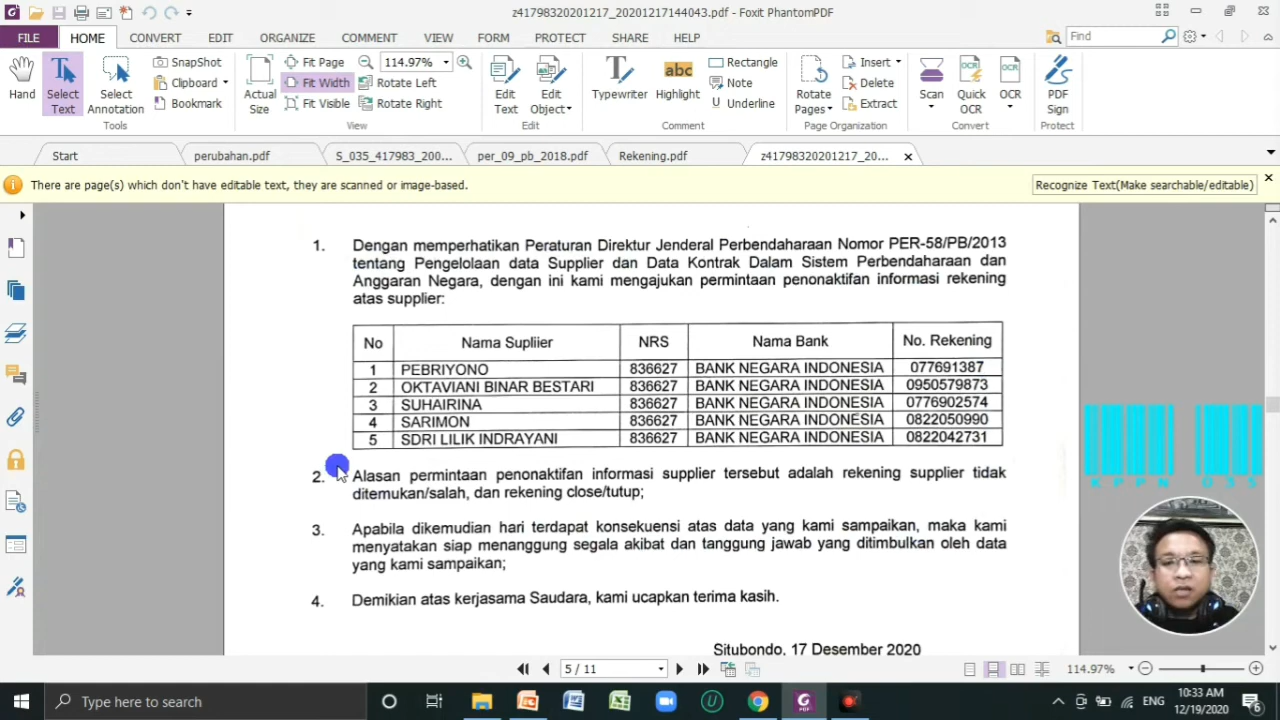 z41798320201217_20201217144043.pdf - Foxit PhantomPDF
FILE HOME CONVERT EDIT ORGANIZE COMMENT VIEW FORM PROTECT SHARE HELP
Find
Hand
Select Text
Select Annotation
SnapShot
Clipboard
Bookmark
Tools
Actual Size
Fit Page
Fit Width
Fit Visible
114.97%
Rotate Left
Rotate Right
View
Edit Text
Edit Object
Edit
Typewriter
abc
Highlight
Rectangle
Note
Underline
Comment
Rotate Pages
Insert
Delete
Extract
Page Organization
Scan
OCR
Quick OCR
OCR
OCR
Convert
PDF Sign
Protect
Start
perubahan.pdf
S_035_417983_200...
per_09_pb_2018.pdf
Rekening.pdf
z41798320201217_20...
There are page(s) which don't have editable text, they are scanned or image-based.
Recognize Text(Make searchable/editable)
1. Dengan memperhatikan Peraturan Direktur Jenderal Perbendaharaan Nomor PER-58/PB/2013
tentang Pengelolaan data Supplier dan Data Kontrak Dalam Sistem Perbendaharaan dan
Anggaran Negara, dengan ini kami mengajukan permintaan penonaktifan informasi rekening
atas supplier:
No Nama Supliier NRS Nama Bank No. Rekening
1 PEBRIYONO 836627 BANK NEGARA INDONESIA 077691387
2 OKTAVIANI BINAR BESTARI 836627 BANK NEGARA INDONESIA 0950579873
3 SUHAIRINA 836627 BANK NEGARA INDONESIA 0776902574
4 SARIMON 836627 BANK NEGARA INDONESIA 0822050990
5 SDRI LILIK INDRAYANI 836627 BANK NEGARA INDONESIA 0822042731
2. Alasan permintaan penonaktifan informasi supplier tersebut adalah rekening supplier tidak
ditemukan/salah, dan rekening close/tutup;
3. Apabila dikemudian hari terdapat konsekuensi atas data yang kami sampaikan, maka kami
menyatakan siap menanggung segala akibat dan tanggung jawab yang ditimbulkan oleh data
yang kami sampaikan;
4. Demikian atas kerjasama Saudara, kami ucapkan terima kasih.
Situbondo, 17 Desember 2020
KPPN 035
5 / 11
114.97%
Type here to search
ENG
10:33 AM
12/19/2020
6